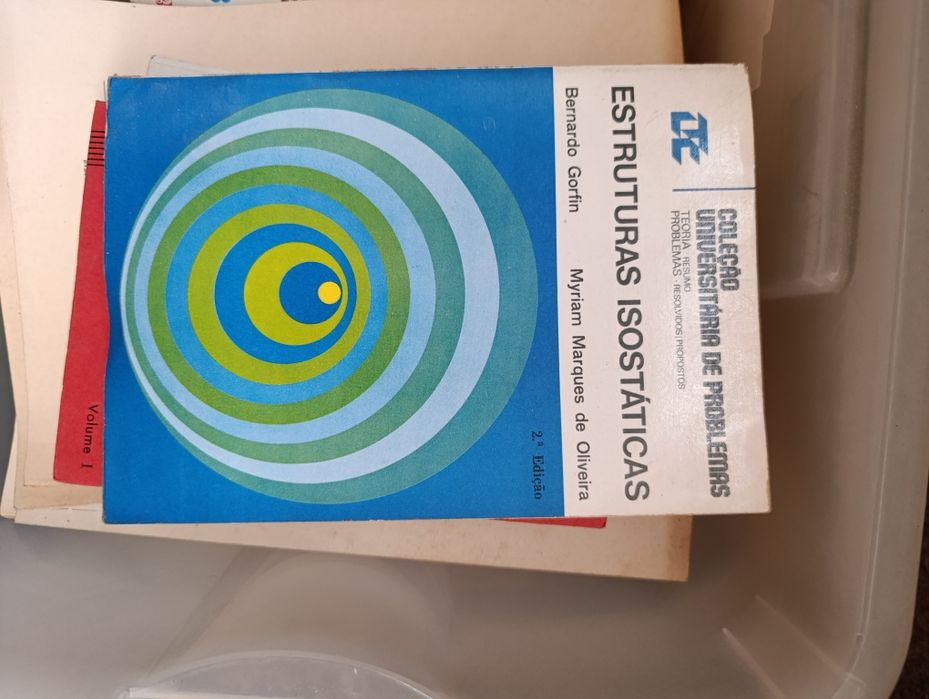 COLEÇÃO
UNIVERSITÁRIA DE PROBLEMAS
TEORIA - RESUMO
PROBLEMAS - RESOLVIDOS | PROPOSTOS
ESTRUTURAS ISOSTÁTICAS
Bernardo Gorfin
Myriam Marques de Oliveira
2.ª Edição
Volume I